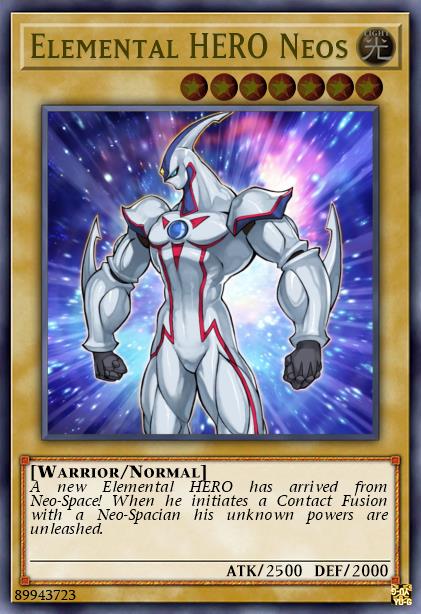 Elemental HERO Neos
LIGHT
光
[Warrior/Normal]
A new Elemental HERO has arrived from
Neo-Space! When he initiates a Contact Fusion
with a Neo-Spacian his unknown powers are
unleashed.
ATK/2500 DEF/2000
89943723